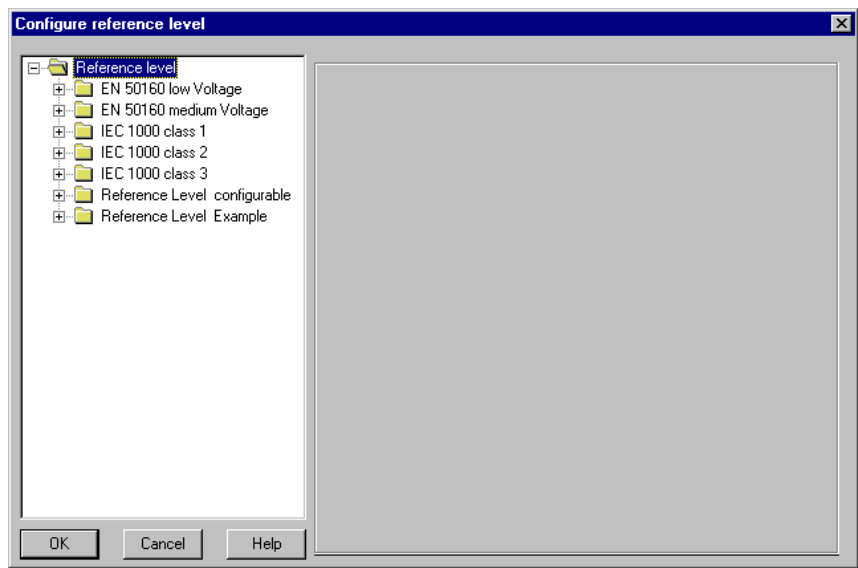 Configure reference level
Reference level
EN 50160 low Voltage
EN 50160 medium Voltage
IEC 1000 class 1
IEC 1000 class 2
IEC 1000 class 3
Reference Level configurable
Reference Level Example
OK Cancel Help